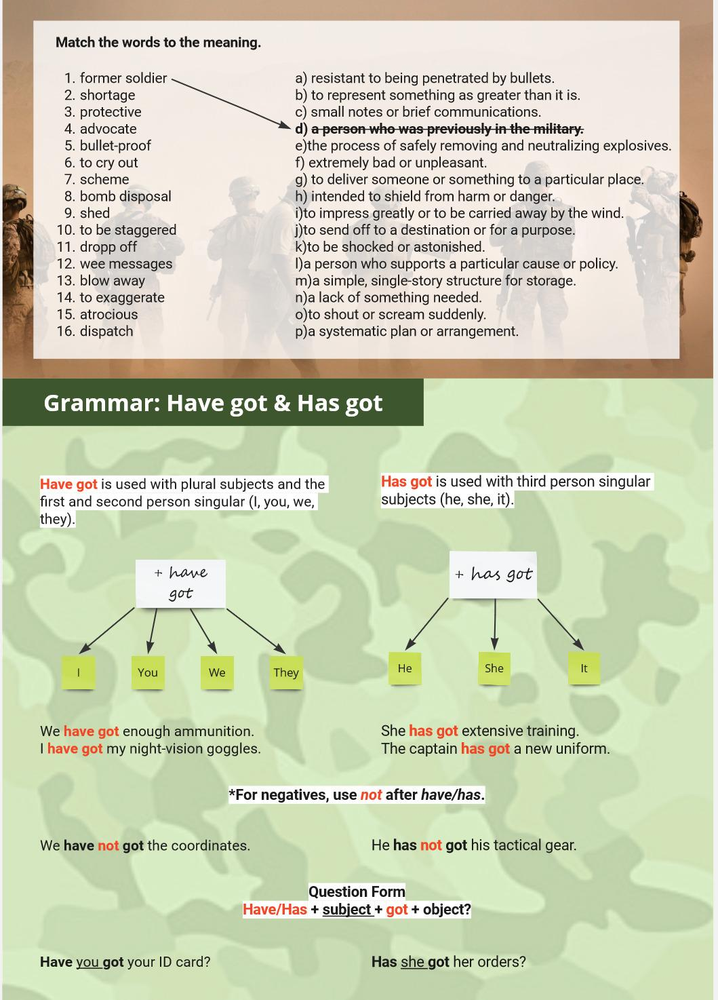 Match the words to the meaning.
1. former soldier
2. shortage
3. protective
4. advocate
5. bullet-proof
6. to cry out
7. scheme
8. bomb disposal
9. shed
10. to be staggered
11. dropp off
12. wee messages
13. blow away
14. to exaggerate
15. atrocious
16. dispatch
a) resistant to being penetrated by bullets.
b) to represent something as greater than it is.
c) small notes or brief communications.
d) a person who was previously in the military.
e)the process of safely removing and neutralizing explosives.
f) extremely bad or unpleasant.
g) to deliver someone or something to a particular place.
h) intended to shield from harm or danger.
i)to impress greatly or to be carried away by the wind.
j)to send off to a destination or for a purpose.
k)to be shocked or astonished.
l)a person who supports a particular cause or policy.
m)a simple, single-story structure for storage.
n)a lack of something needed.
o)to shout or scream suddenly.
p)a systematic plan or arrangement.
Grammar: Have got & Has got
Have got is used with plural subjects and the
first and second person singular (I, you, we,
they).
Has got is used with third person singular
subjects (he, she, it).
+ have
got
I
You
We
They
+ has got
He
She
It
We have got enough ammunition.
I have got my night-vision goggles.
She has got extensive training.
The captain has got a new uniform.
*For negatives, use not after have/has.
We have not got the coordinates.
He has not got his tactical gear.
Question Form
Have/Has + subject + got + object?
Have you got your ID card?
Has she got her orders?